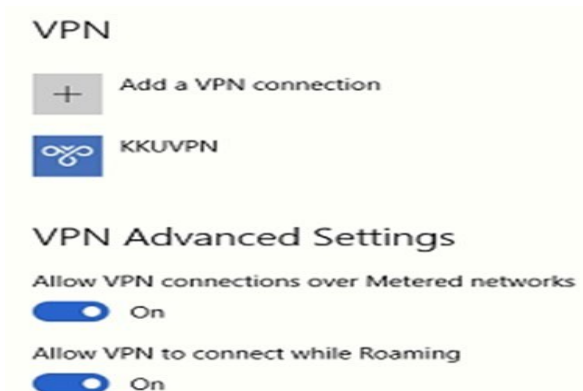 VPN
Add a VPN connection
KKUVPN
VPN Advanced Settings
Allow VPN connections over Metered networks
On
Allow VPN to connect while Roaming
On